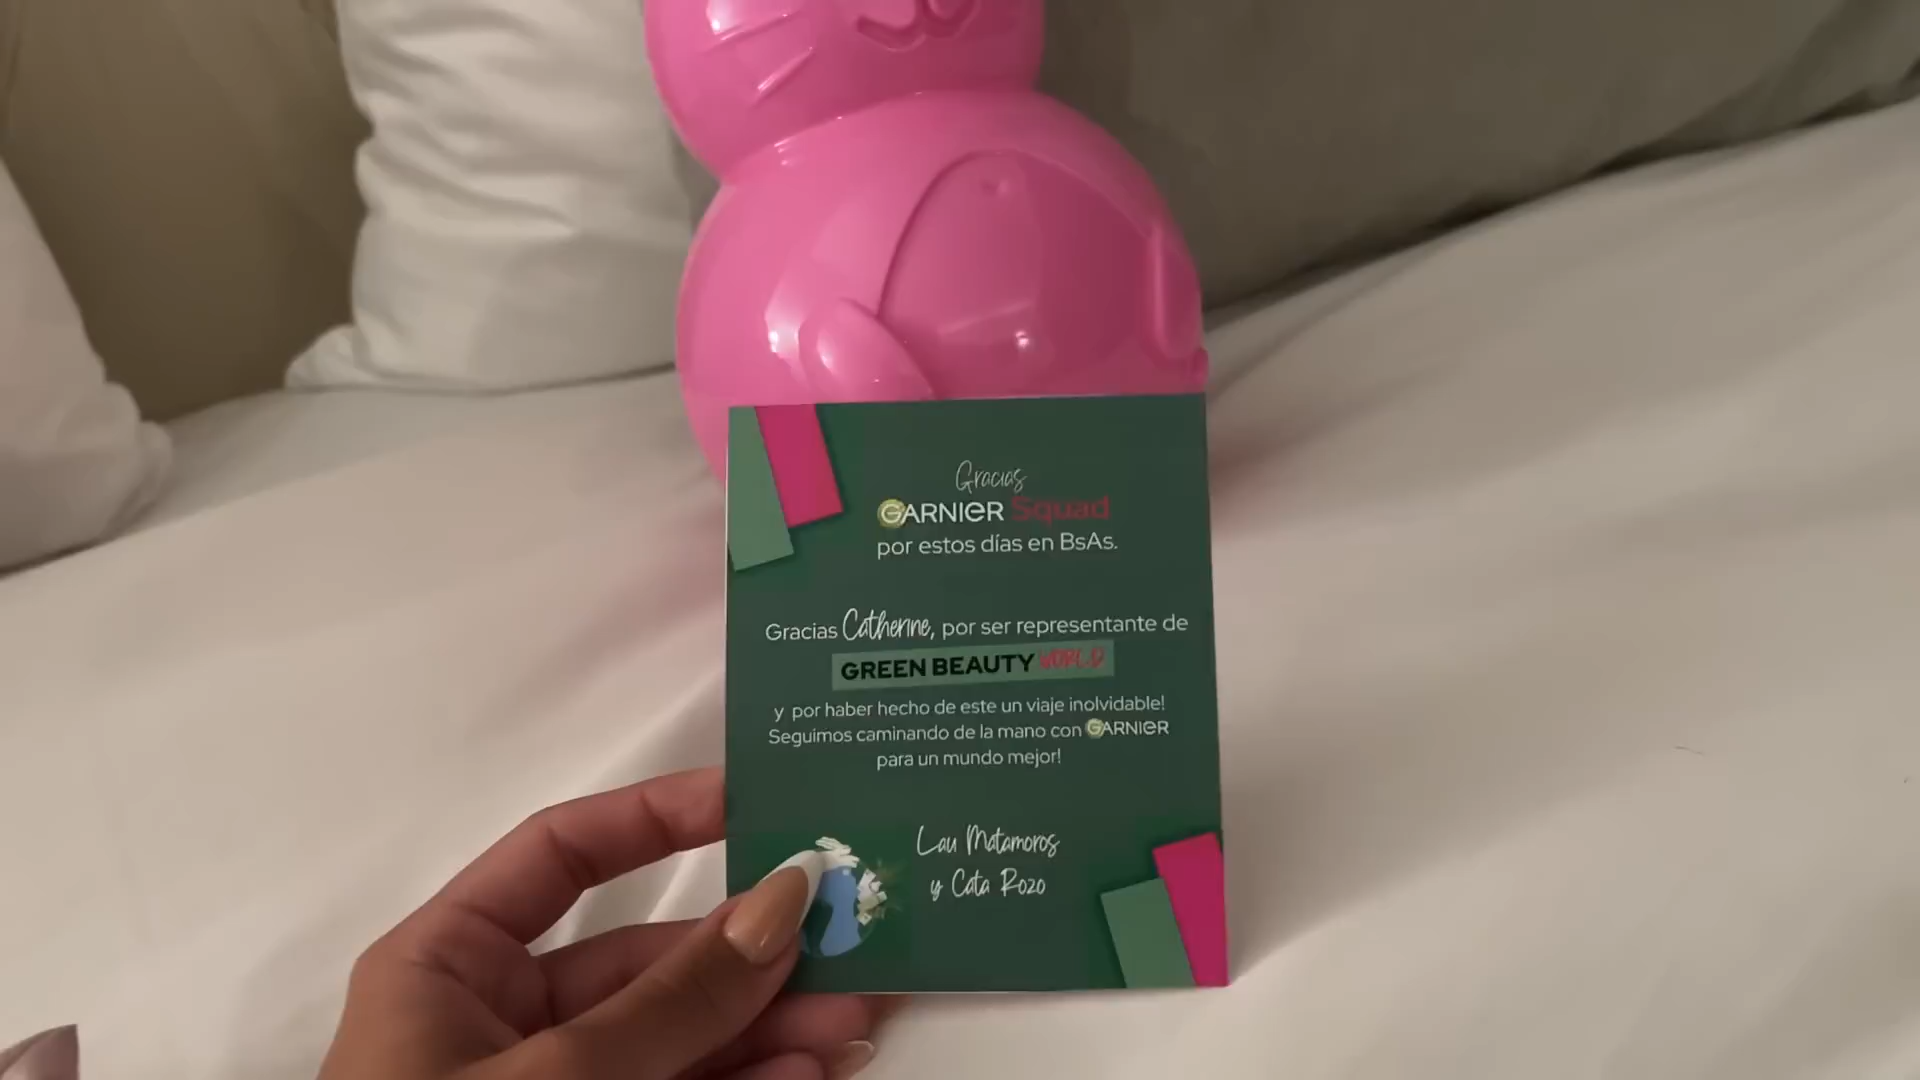 Gracias
GARNIER Squad
por estos días en BsAs.
Gracias Catherine, por ser representante de
GREEN BEAUTY WORLD
y por haber hecho de este un viaje inolvidable!
Seguimos caminando de la mano con GARNIER
para un mundo mejor!
Lau Matamoros
y Cata Rozo